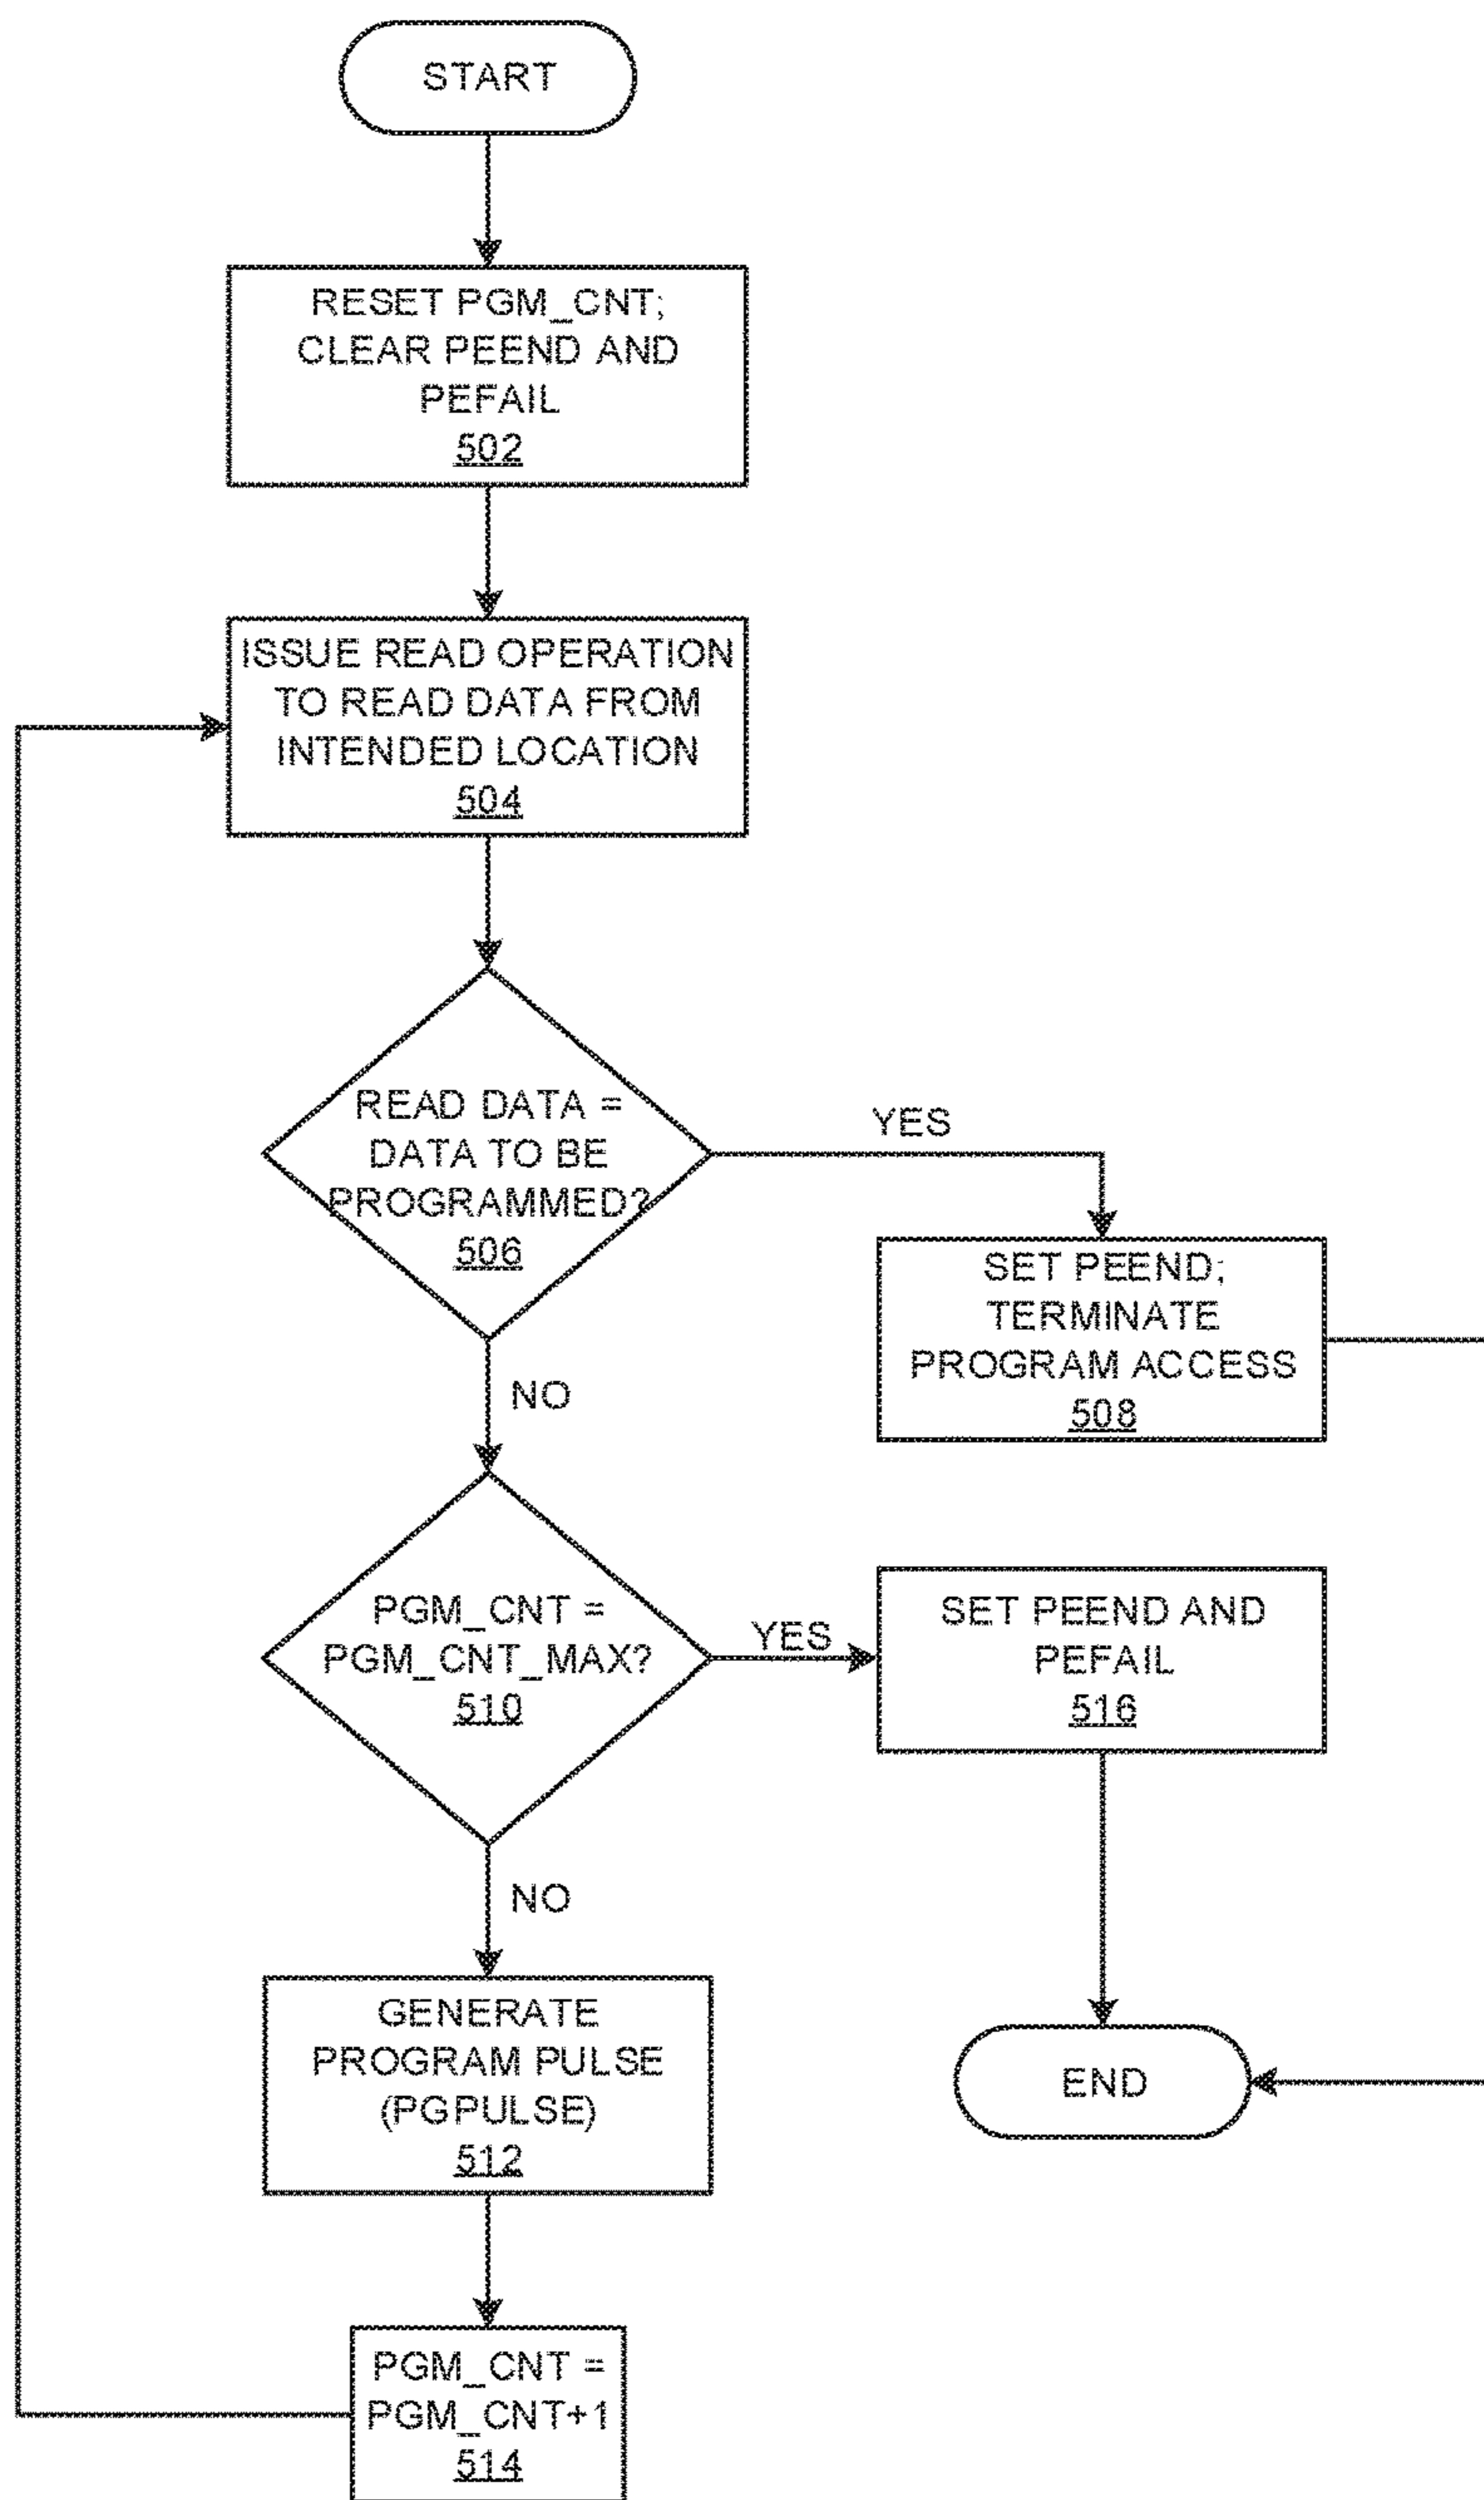 START
RESET PGM_CNT;
CLEAR PEEND AND
PEFAIL
502
ISSUE READ OPERATION
TO READ DATA FROM
INTENDED LOCATION
504
READ DATA =
DATA TO BE
PROGRAMMED?
506
YES
SET PEEND;
TERMINATE
PROGRAM ACCESS
508
NO
PGM_CNT =
PGM_CNT_MAX?
510
YES
SET PEEND AND
PEFAIL
516
NO
GENERATE
PROGRAM PULSE
(PGPULSE)
512
END
PGM_CNT =
PGM_CNT+1
514